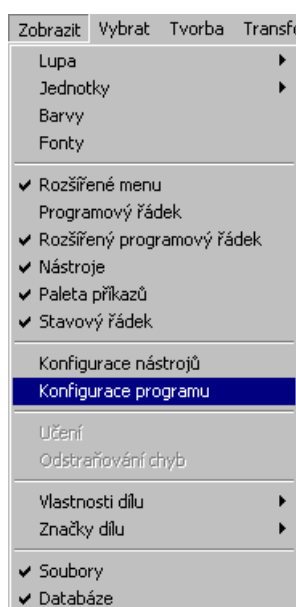 Zobrazit Vybrat Tvorba Transfo
Lupa
Jednotky
Barvy
Fonty
Rozšířené menu
Programový řádek
Rozšířený programový řádek
Nástroje
Paleta příkazů
Stavový řádek
Konfigurace nástrojů
Konfigurace programu
Učení
Odstraňování chyb
Vlastnosti dílu
Značky dílu
Soubory
Databáze